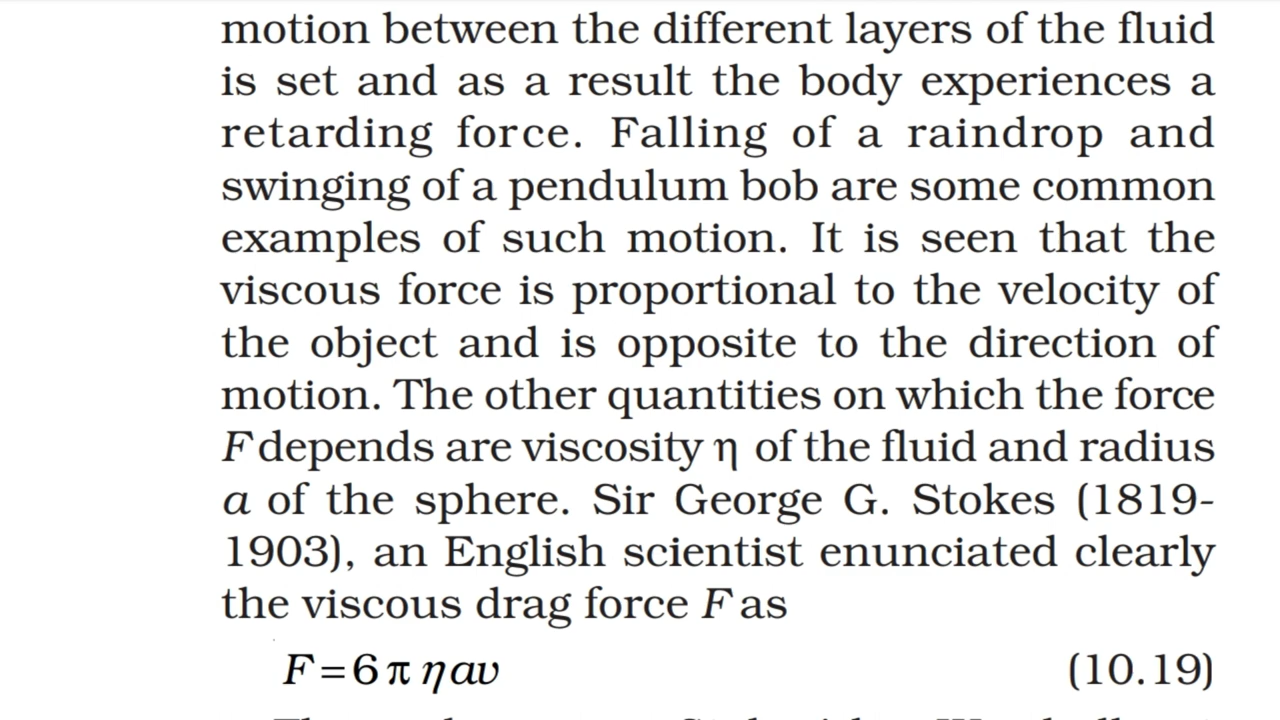 motion between the different layers of the fluid
is set and as a result the body experiences a
retarding force. Falling of a raindrop and
swinging of a pendulum bob are some common
examples of such motion. It is seen that the
viscous force is proportional to the velocity of
the object and is opposite to the direction of
motion. The other quantities on which the force
F depends are viscosity η of the fluid and radius
a of the sphere. Sir George G. Stokes (1819-
1903), an English scientist enunciated clearly
the viscous drag force F as
F = 6 π η av (10.19)